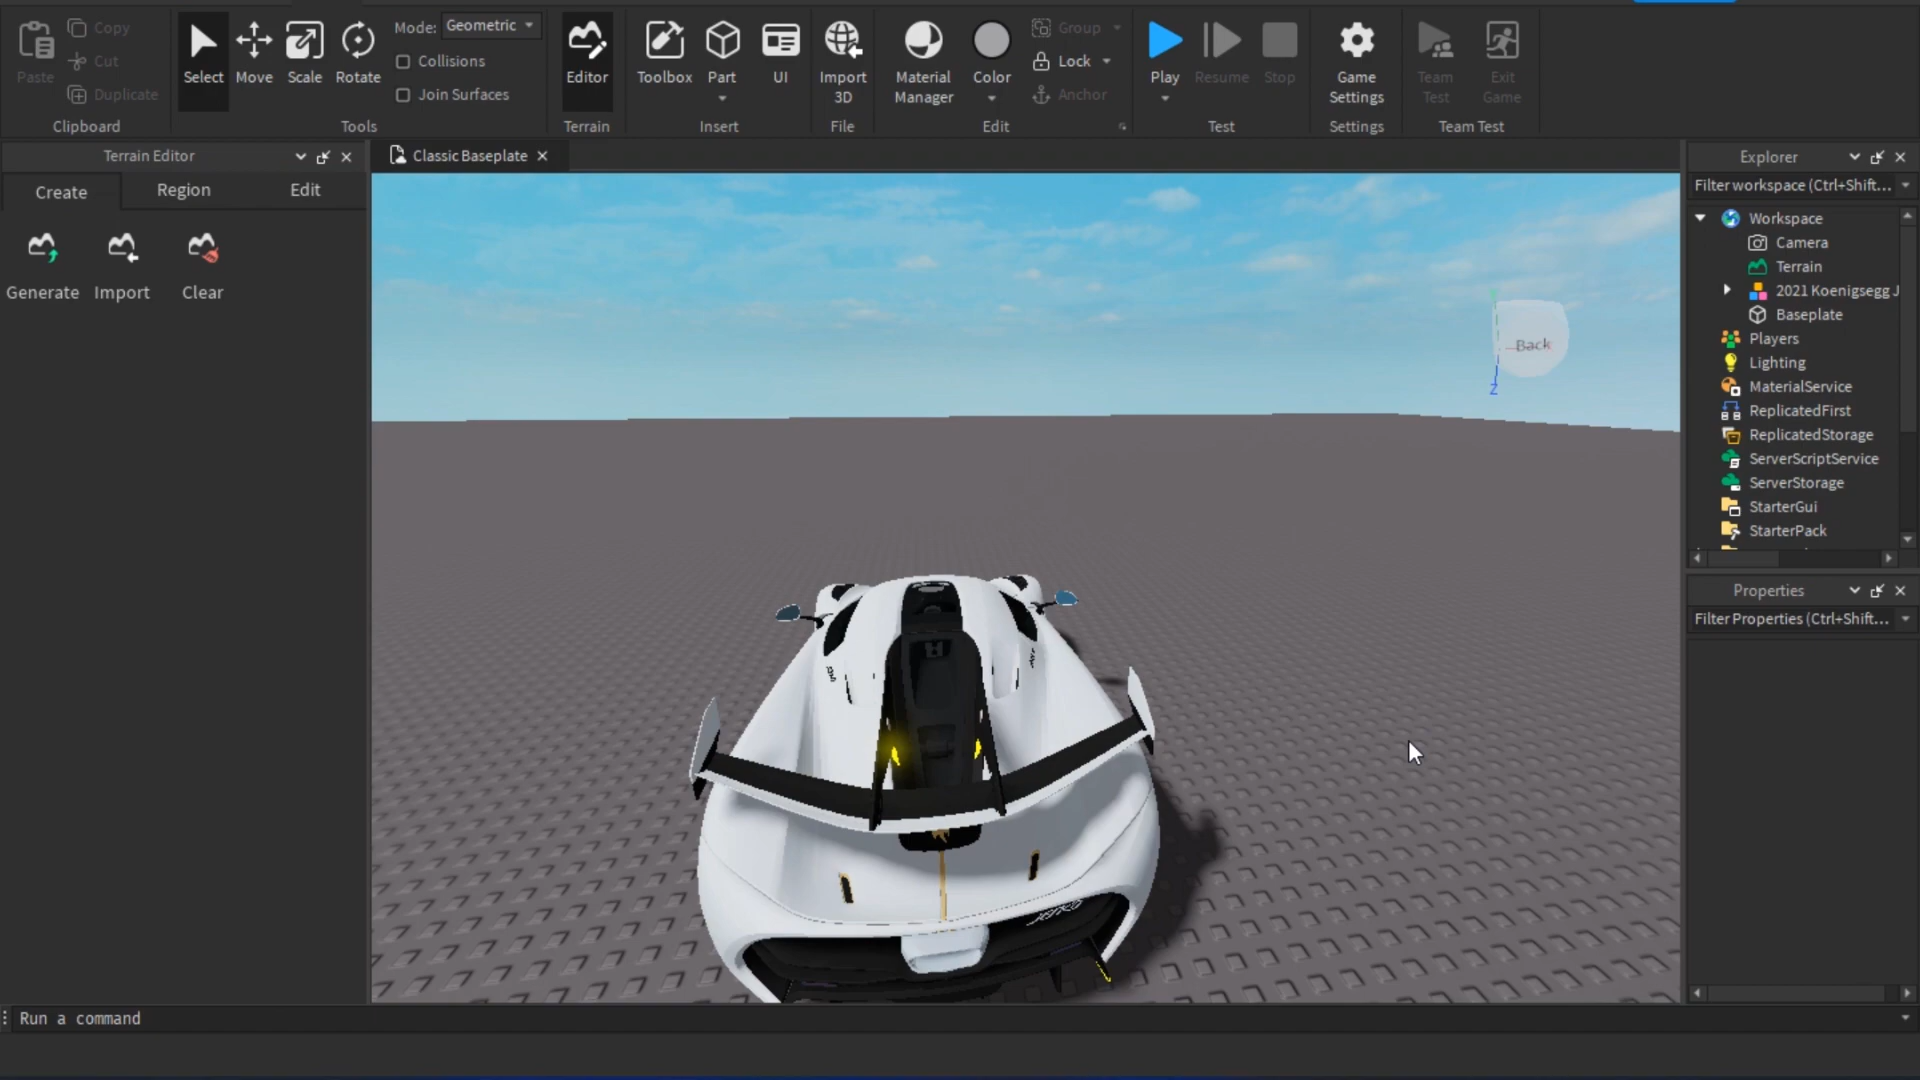 Paste
Copy
Cut
Duplicate
Clipboard
Select
Move
Scale
Rotate
Mode: Geometric
Collisions
Join Surfaces
Tools
Editor
Terrain
Toolbox
Part
UI
Insert
Import
3D
File
Material
Manager
Color
Group
Lock
Anchor
Edit
Play
Resume
Stop
Test
Game
Settings
Settings
Team
Test
Exit
Game
Team Test
Terrain Editor
Create
Region
Edit
Generate
Import
Clear
Classic Baseplate
Back
Z
Explorer
Filter workspace (Ctrl+Shift...
Workspace
Camera
Terrain
2021 Koenigsegg J
Baseplate
Players
Lighting
MaterialService
ReplicatedFirst
ReplicatedStorage
ServerScriptService
ServerStorage
StarterGui
StarterPack
Properties
Filter Properties (Ctrl+Shift...
Run a command